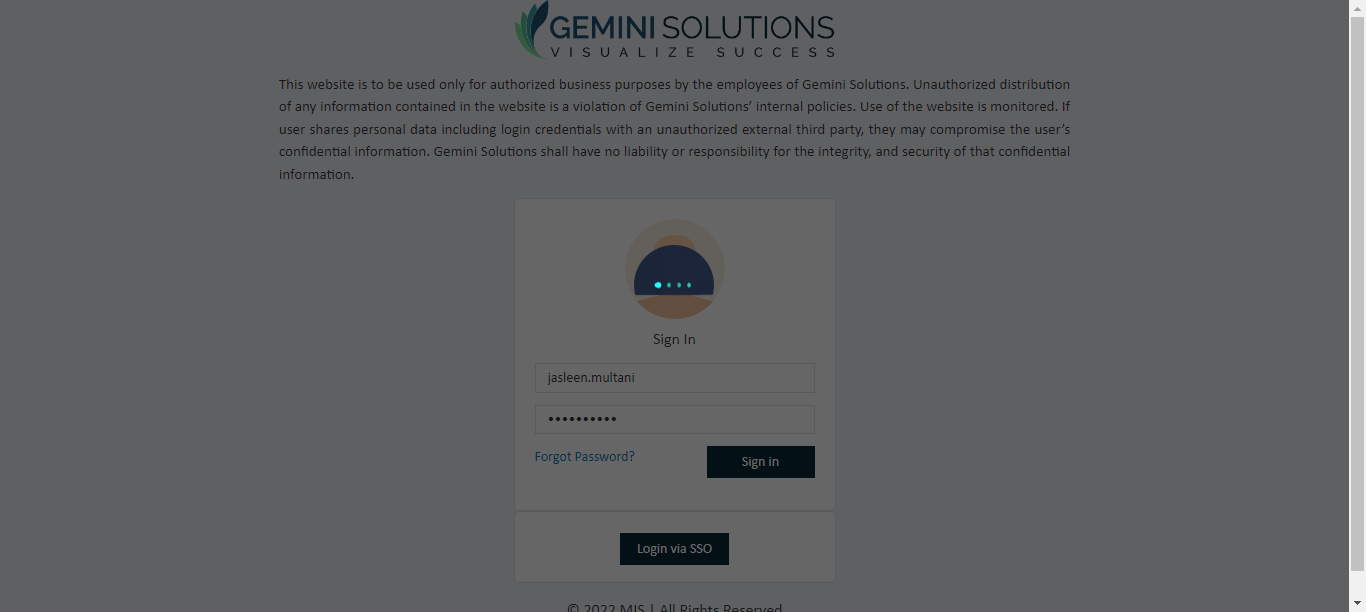 GEMINI SOLUTIONS
VISUALIZE SUCCESS
This website is to be used only for authorized business purposes by the employees of Gemini Solutions. Unauthorized distribution
of any information contained in the website is a violation of Gemini Solutions’ internal policies. Use of the website is monitored. If
user shares personal data including login credentials with an unauthorized external third party, they may compromise the user’s
confidential information. Gemini Solutions shall have no liability or responsibility for the integrity, and security of that confidential
information.
Sign In
jasleen.multani
••••••••••
Forgot Password?
Sign in
Login via SSO
© 2022 MIS | All Rights Reserved